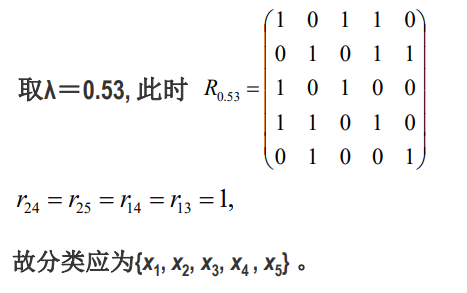 取λ＝0.53, 此时 R0.53 =
1 0 1 1 0
0 1 0 1 1
1 0 1 0 0
1 1 0 1 0
0 1 0 0 1
r24 = r25 = r14 = r13 = 1,
故分类应为{x1, x2, x3, x4 , x5} 。